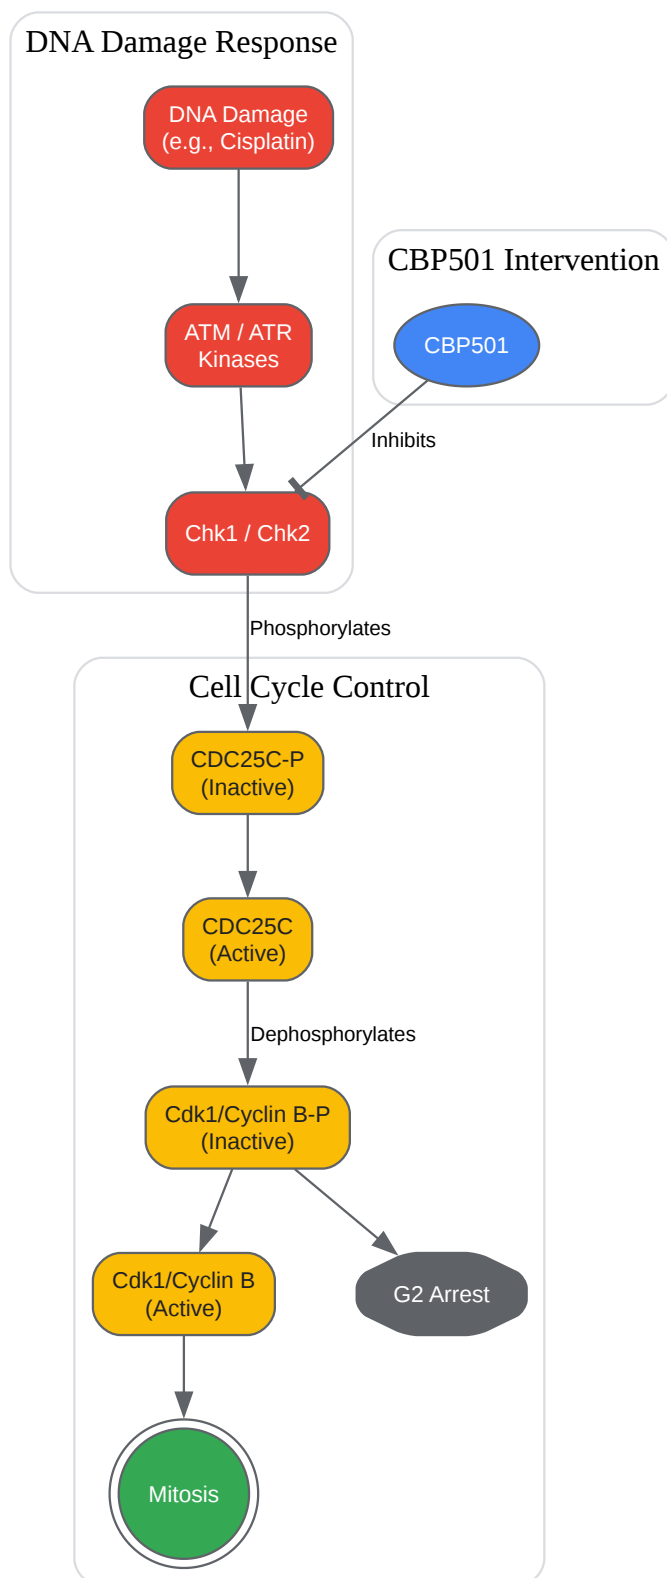 DNA Damage Response
DNA Damage
(e.g., Cisplatin)
CBP501 Intervention
ATM / ATR
Kinases
CBP501
Inhibits
Chk1 / Chk2
Phosphorylates
Cell Cycle Control
CDC25C-P
(Inactive)
CDC25C
(Active)
Dephosphorylates
Cdk1/Cyclin B-P
(Inactive)
Cdk1/Cyclin B
(Active)
G2 Arrest
Mitosis